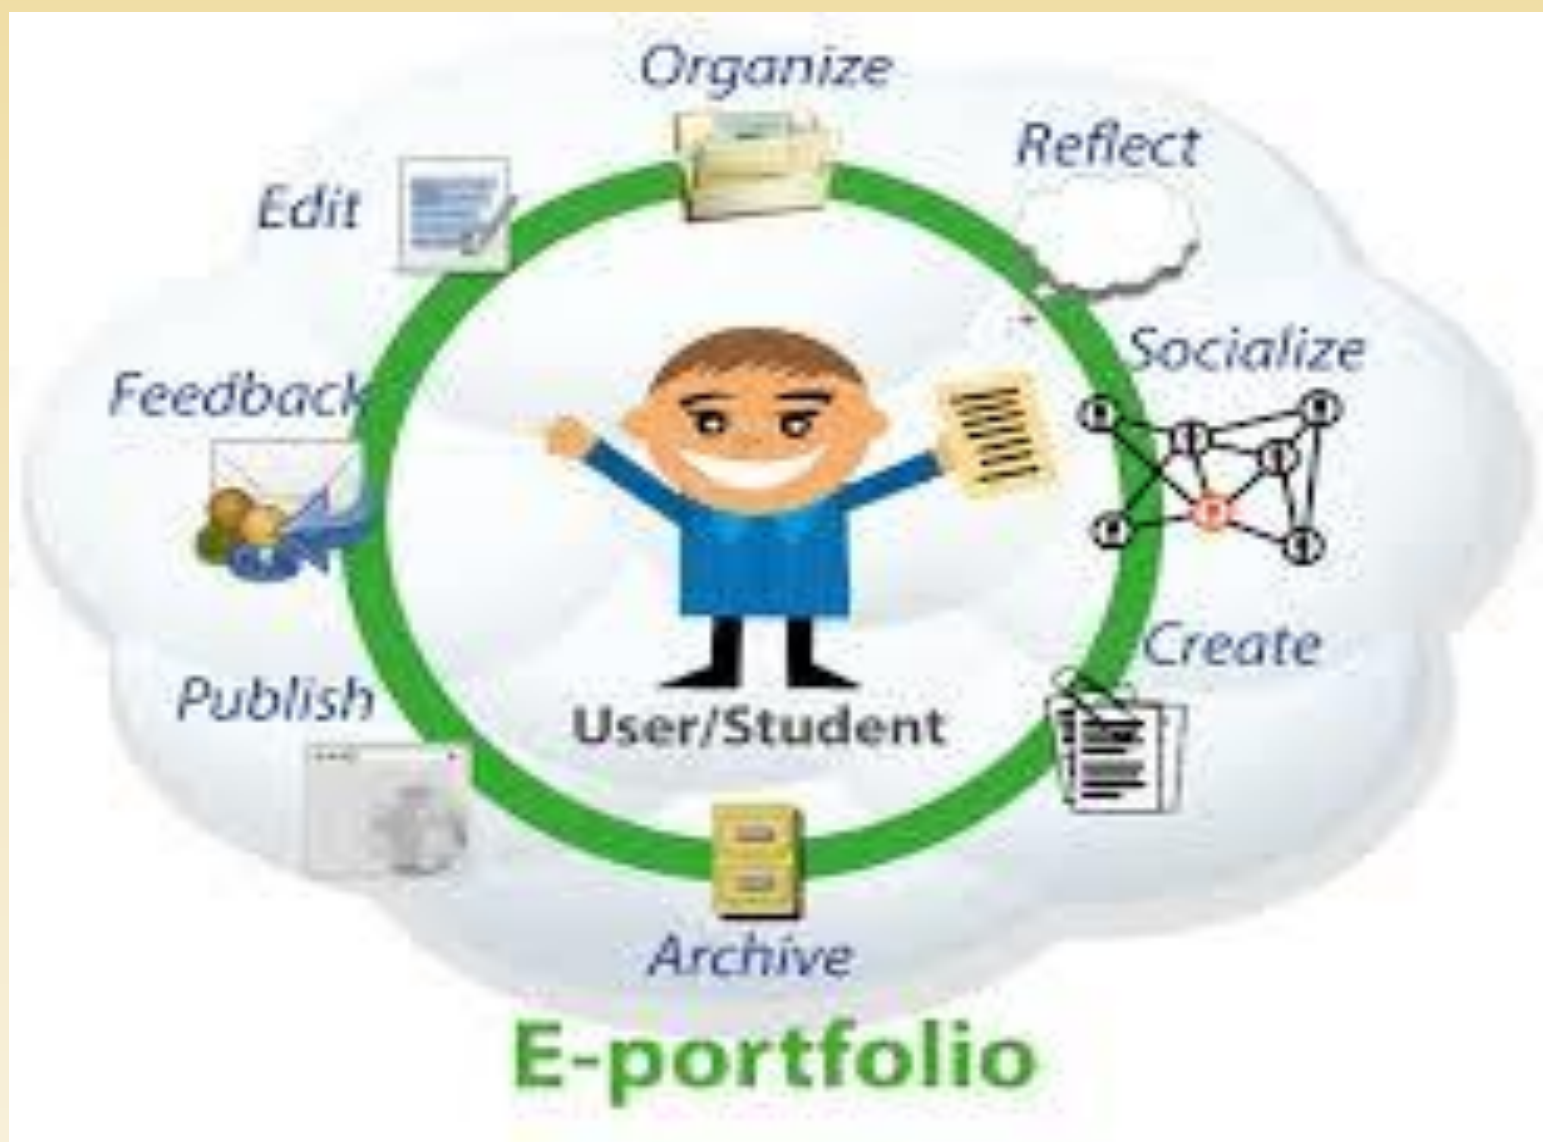 Organize
Reflect
Edit
Socialize
Feedback
Create
Publish
User/Student
Archive
E-portfolio